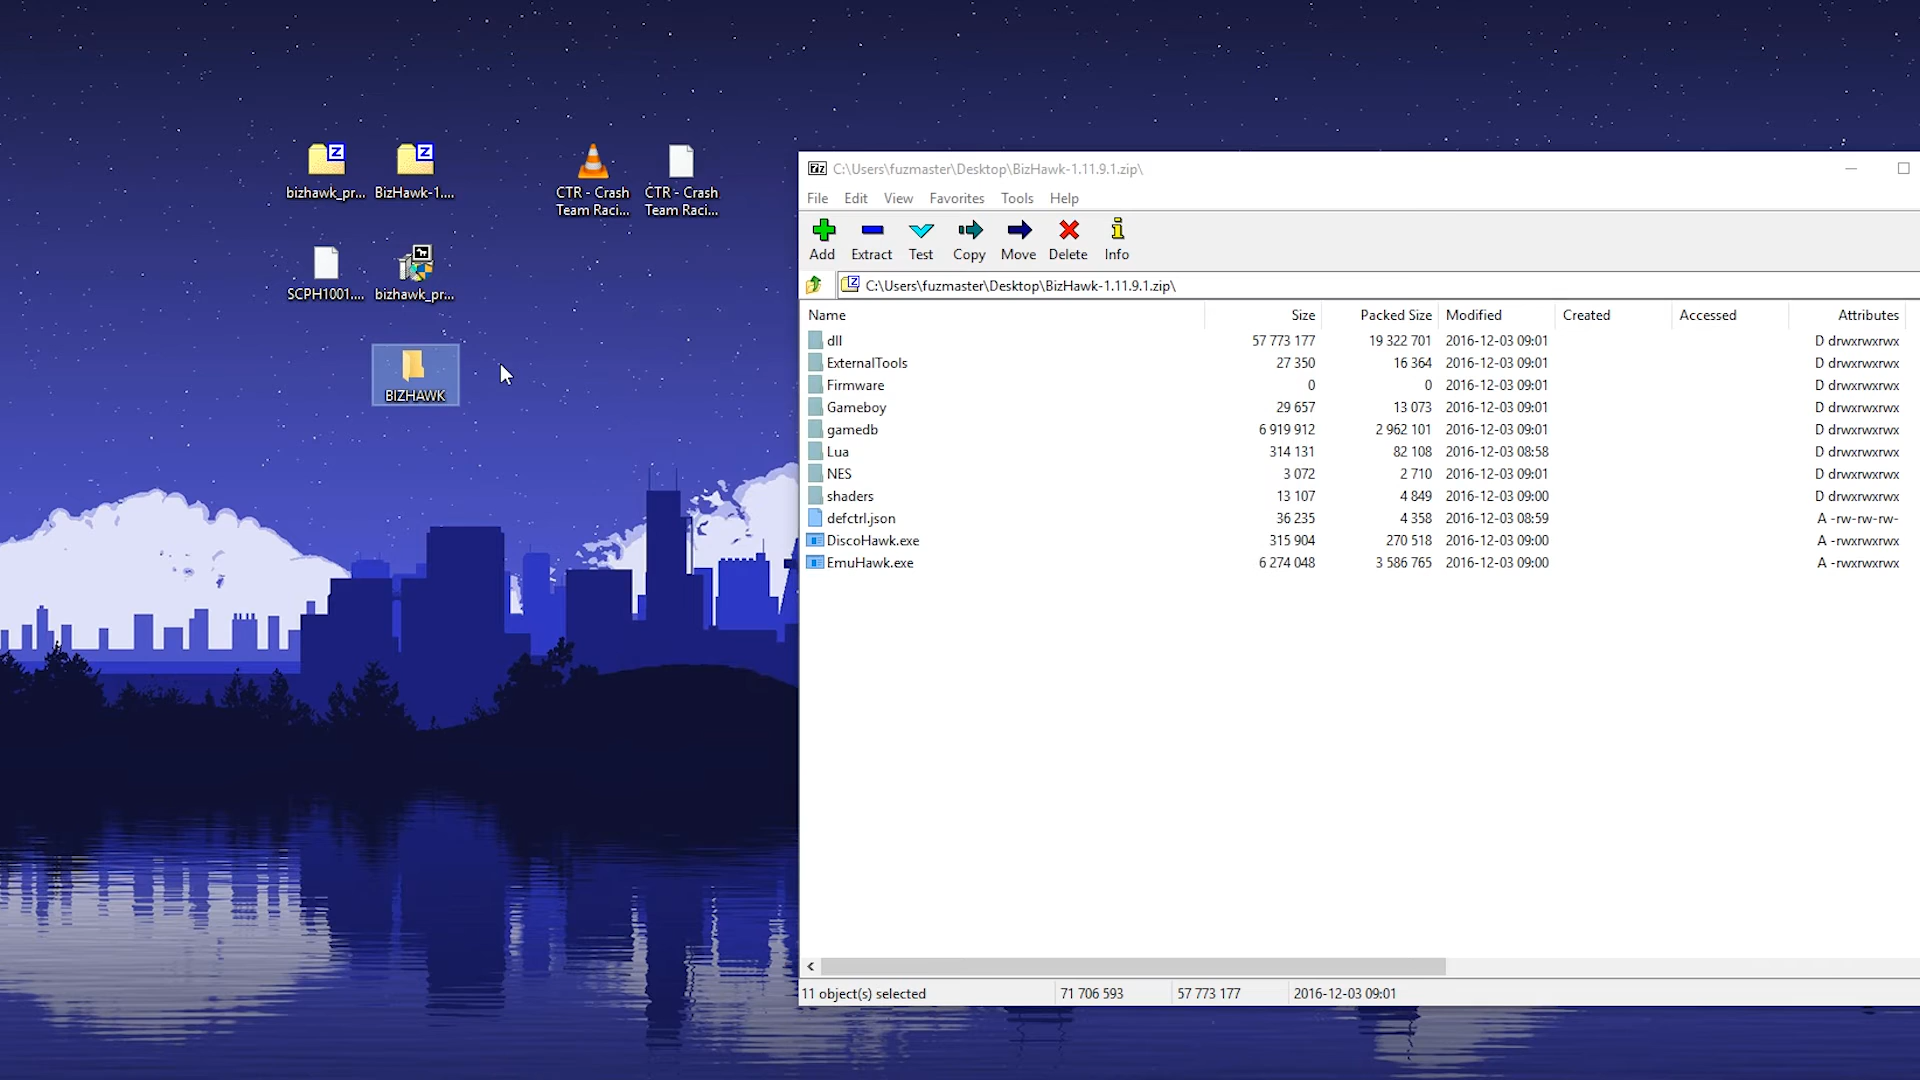 bizhawk_pr...
BizHawk-1....
CTR - Crash
Team Raci...
CTR - Crash
Team Raci...
SCPH1001....
bizhawk_pr...
BIZHAWK
C:\Users\fuzmaster\Desktop\BizHawk-1.11.9.1.zip\
File Edit View Favorites Tools Help
Add Extract Test Copy Move Delete Info
C:\Users\fuzmaster\Desktop\BizHawk-1.11.9.1.zip\
Name Size Packed Size Modified Created Accessed Attributes
dll 57 773 177 19 322 701 2016-12-03 09:01 D drwxrwxrwx
ExternalTools 27 350 16 364 2016-12-03 09:01 D drwxrwxrwx
Firmware 0 0 2016-12-03 09:01 D drwxrwxrwx
Gameboy 29 657 13 073 2016-12-03 09:01 D drwxrwxrwx
gamedb 6 919 912 2 962 101 2016-12-03 09:01 D drwxrwxrwx
Lua 314 131 82 108 2016-12-03 08:58 D drwxrwxrwx
NES 3 072 2 710 2016-12-03 09:01 D drwxrwxrwx
shaders 13 107 4 849 2016-12-03 09:00 D drwxrwxrwx
defctrl.json 36 235 4 358 2016-12-03 08:59 A -rw-rw-rw-
DiscoHawk.exe 315 904 270 518 2016-12-03 09:00 A -rwxrwxrwx
EmuHawk.exe 6 274 048 3 586 765 2016-12-03 09:00 A -rwxrwxrwx
11 object(s) selected 71 706 593 57 773 177 2016-12-03 09:01